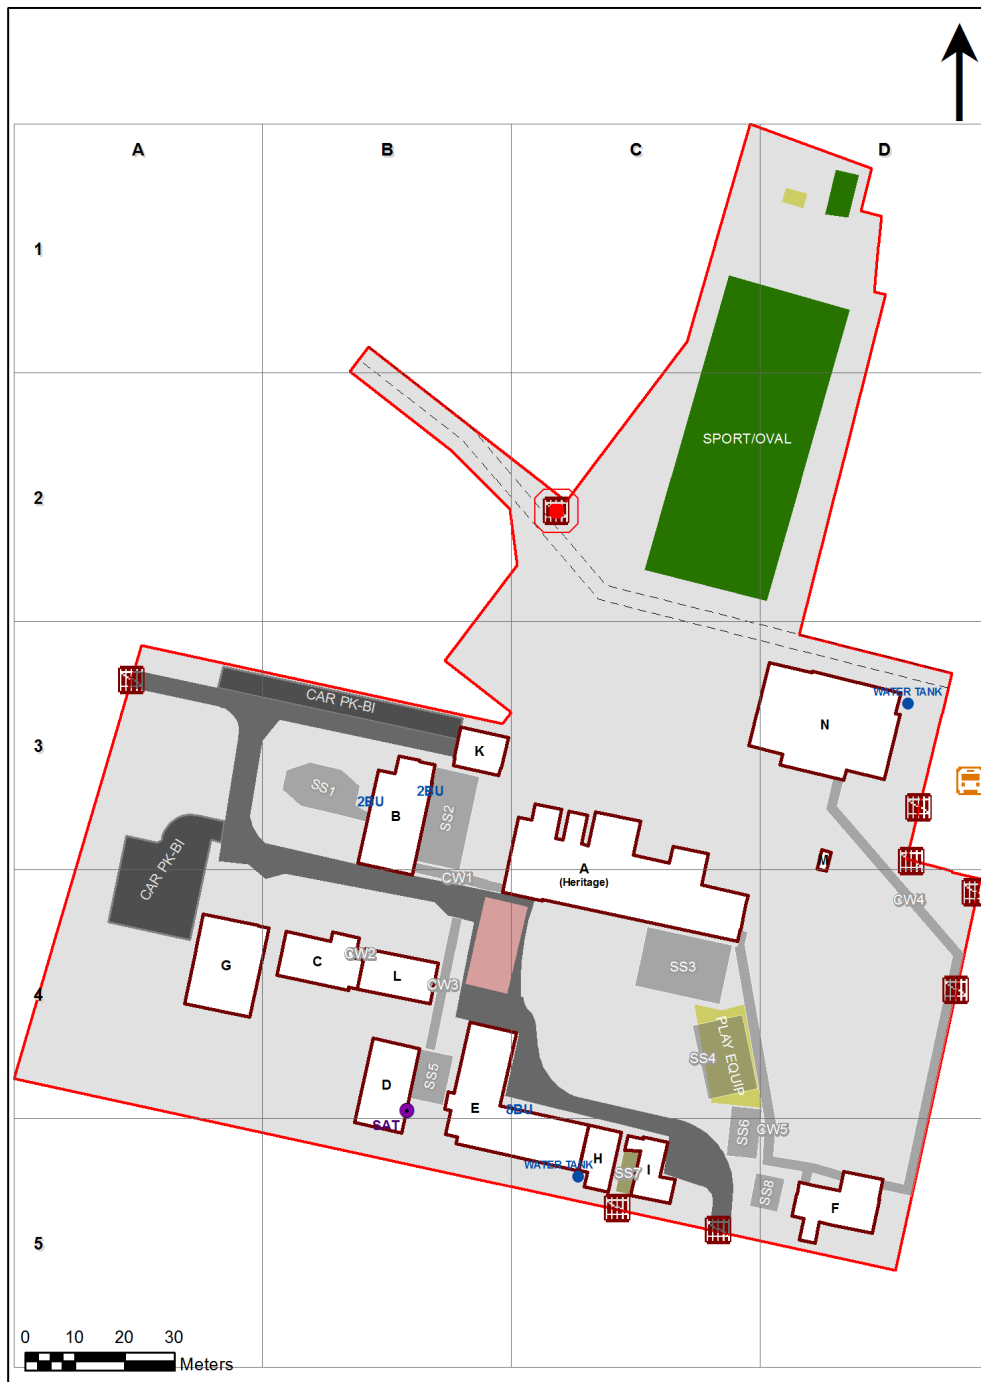 A B C D
1
SPORT/OVAL
2
CAR PK-BI
WATER TANK
N
3
K
SS1
2BU
2BU
SS2
B
CAR PK-BI
M
A
(Heritage)
CW1
CW4
G
C
CW2
L
CW3
SS3
4
PLAY EQUIP
SS4
D
SS5
E
8BU
SAT
SS6
CW5
WATER TANK
H
SS7
I
SS8
F
5
0 10 20 30
Meters